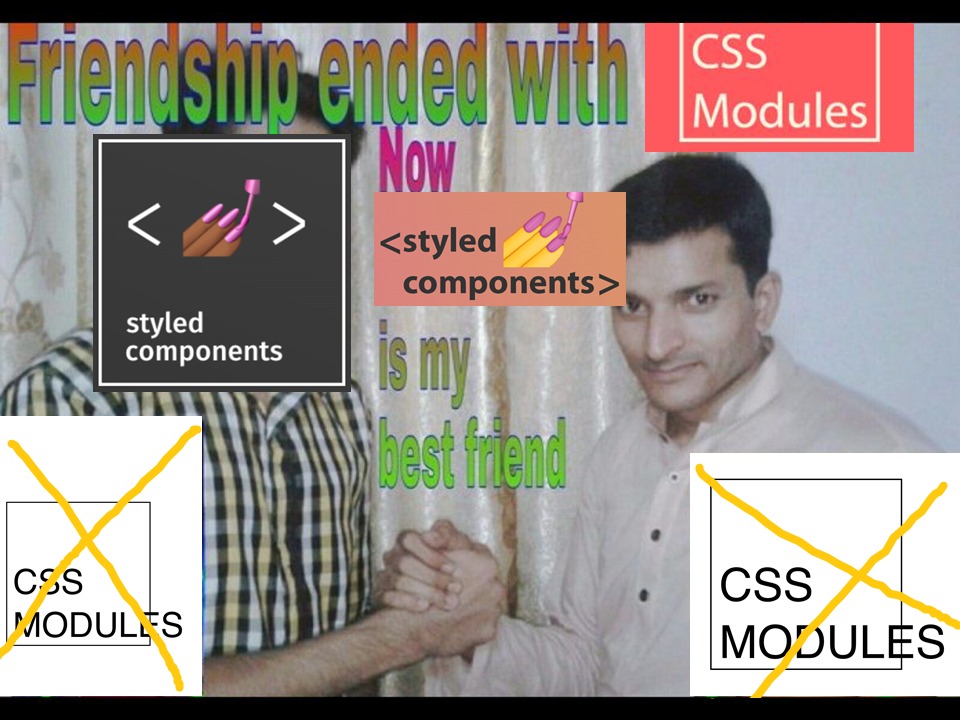 Friendship ended with
CSS
Modules
Now
<styled
components>
< >
styled
components
is my
best friend
CSS
MODULES
CSS
MODULES